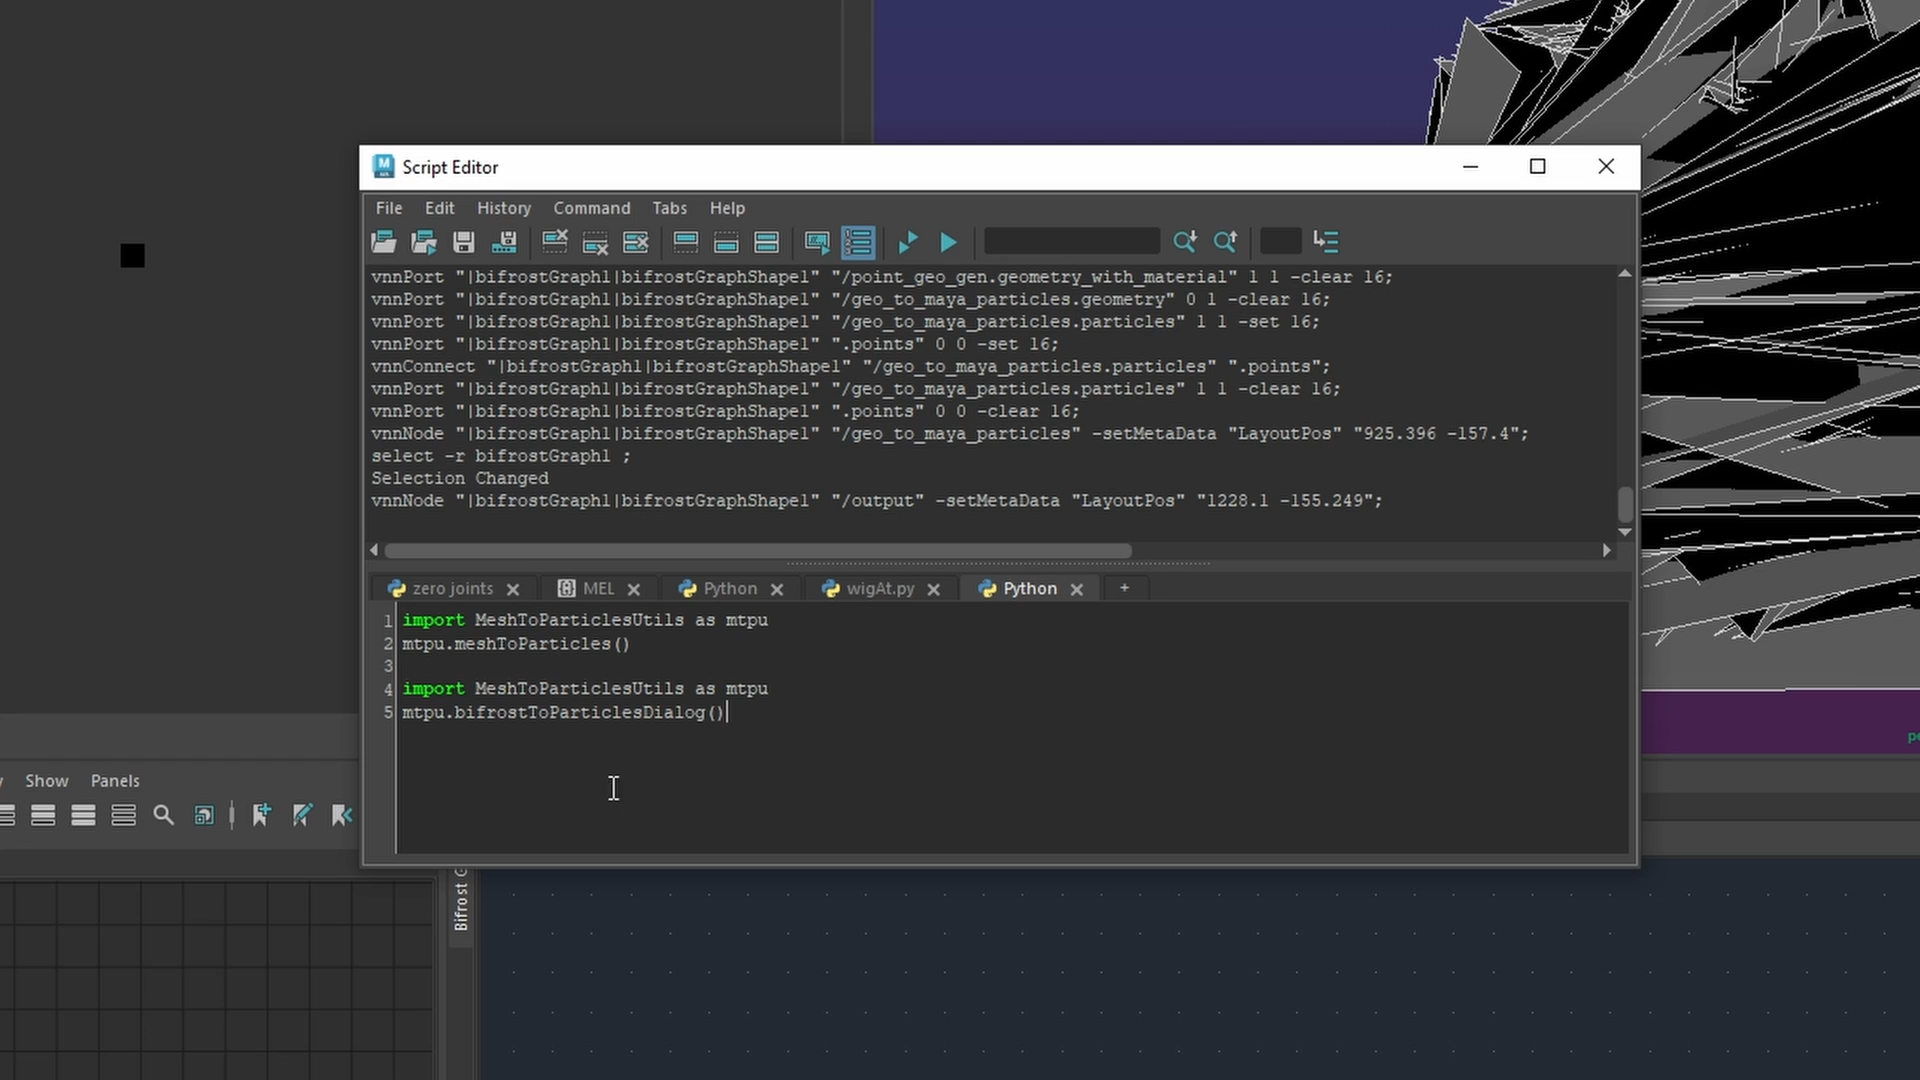 Script Editor
File Edit History Command Tabs Help
vnnPort "|bifrostGraph1|bifrostGraphShape1" "/point_geo_gen.geometry_with_material" 1 1 -clear 16;
vnnPort "|bifrostGraph1|bifrostGraphShape1" "/geo_to_maya_particles.geometry" 0 1 -clear 16;
vnnPort "|bifrostGraph1|bifrostGraphShape1" "/geo_to_maya_particles.particles" 1 1 -set 16;
vnnPort "|bifrostGraph1|bifrostGraphShape1" ".points" 0 0 -set 16;
vnnConnect "|bifrostGraph1|bifrostGraphShape1" "/geo_to_maya_particles.particles" ".points";
vnnPort "|bifrostGraph1|bifrostGraphShape1" "/geo_to_maya_particles.particles" 1 1 -clear 16;
vnnPort "|bifrostGraph1|bifrostGraphShape1" ".points" 0 0 -clear 16;
vnnNode "|bifrostGraph1|bifrostGraphShape1" "/geo_to_maya_particles" -setMetaData "LayoutPos" "925.396 -157.4";
select -r bifrostGraph1 ;
Selection Changed
vnnNode "|bifrostGraph1|bifrostGraphShape1" "/output" -setMetaData "LayoutPos" "1228.1 -155.249";
zero joints MEL Python wigAt.py Python +
1 import MeshToParticlesUtils as mtpu
2 mtpu.meshToParticles()
3
4 import MeshToParticlesUtils as mtpu
5 mtpu.bifrostToParticlesDialog()
Show Panels
Bifrost G